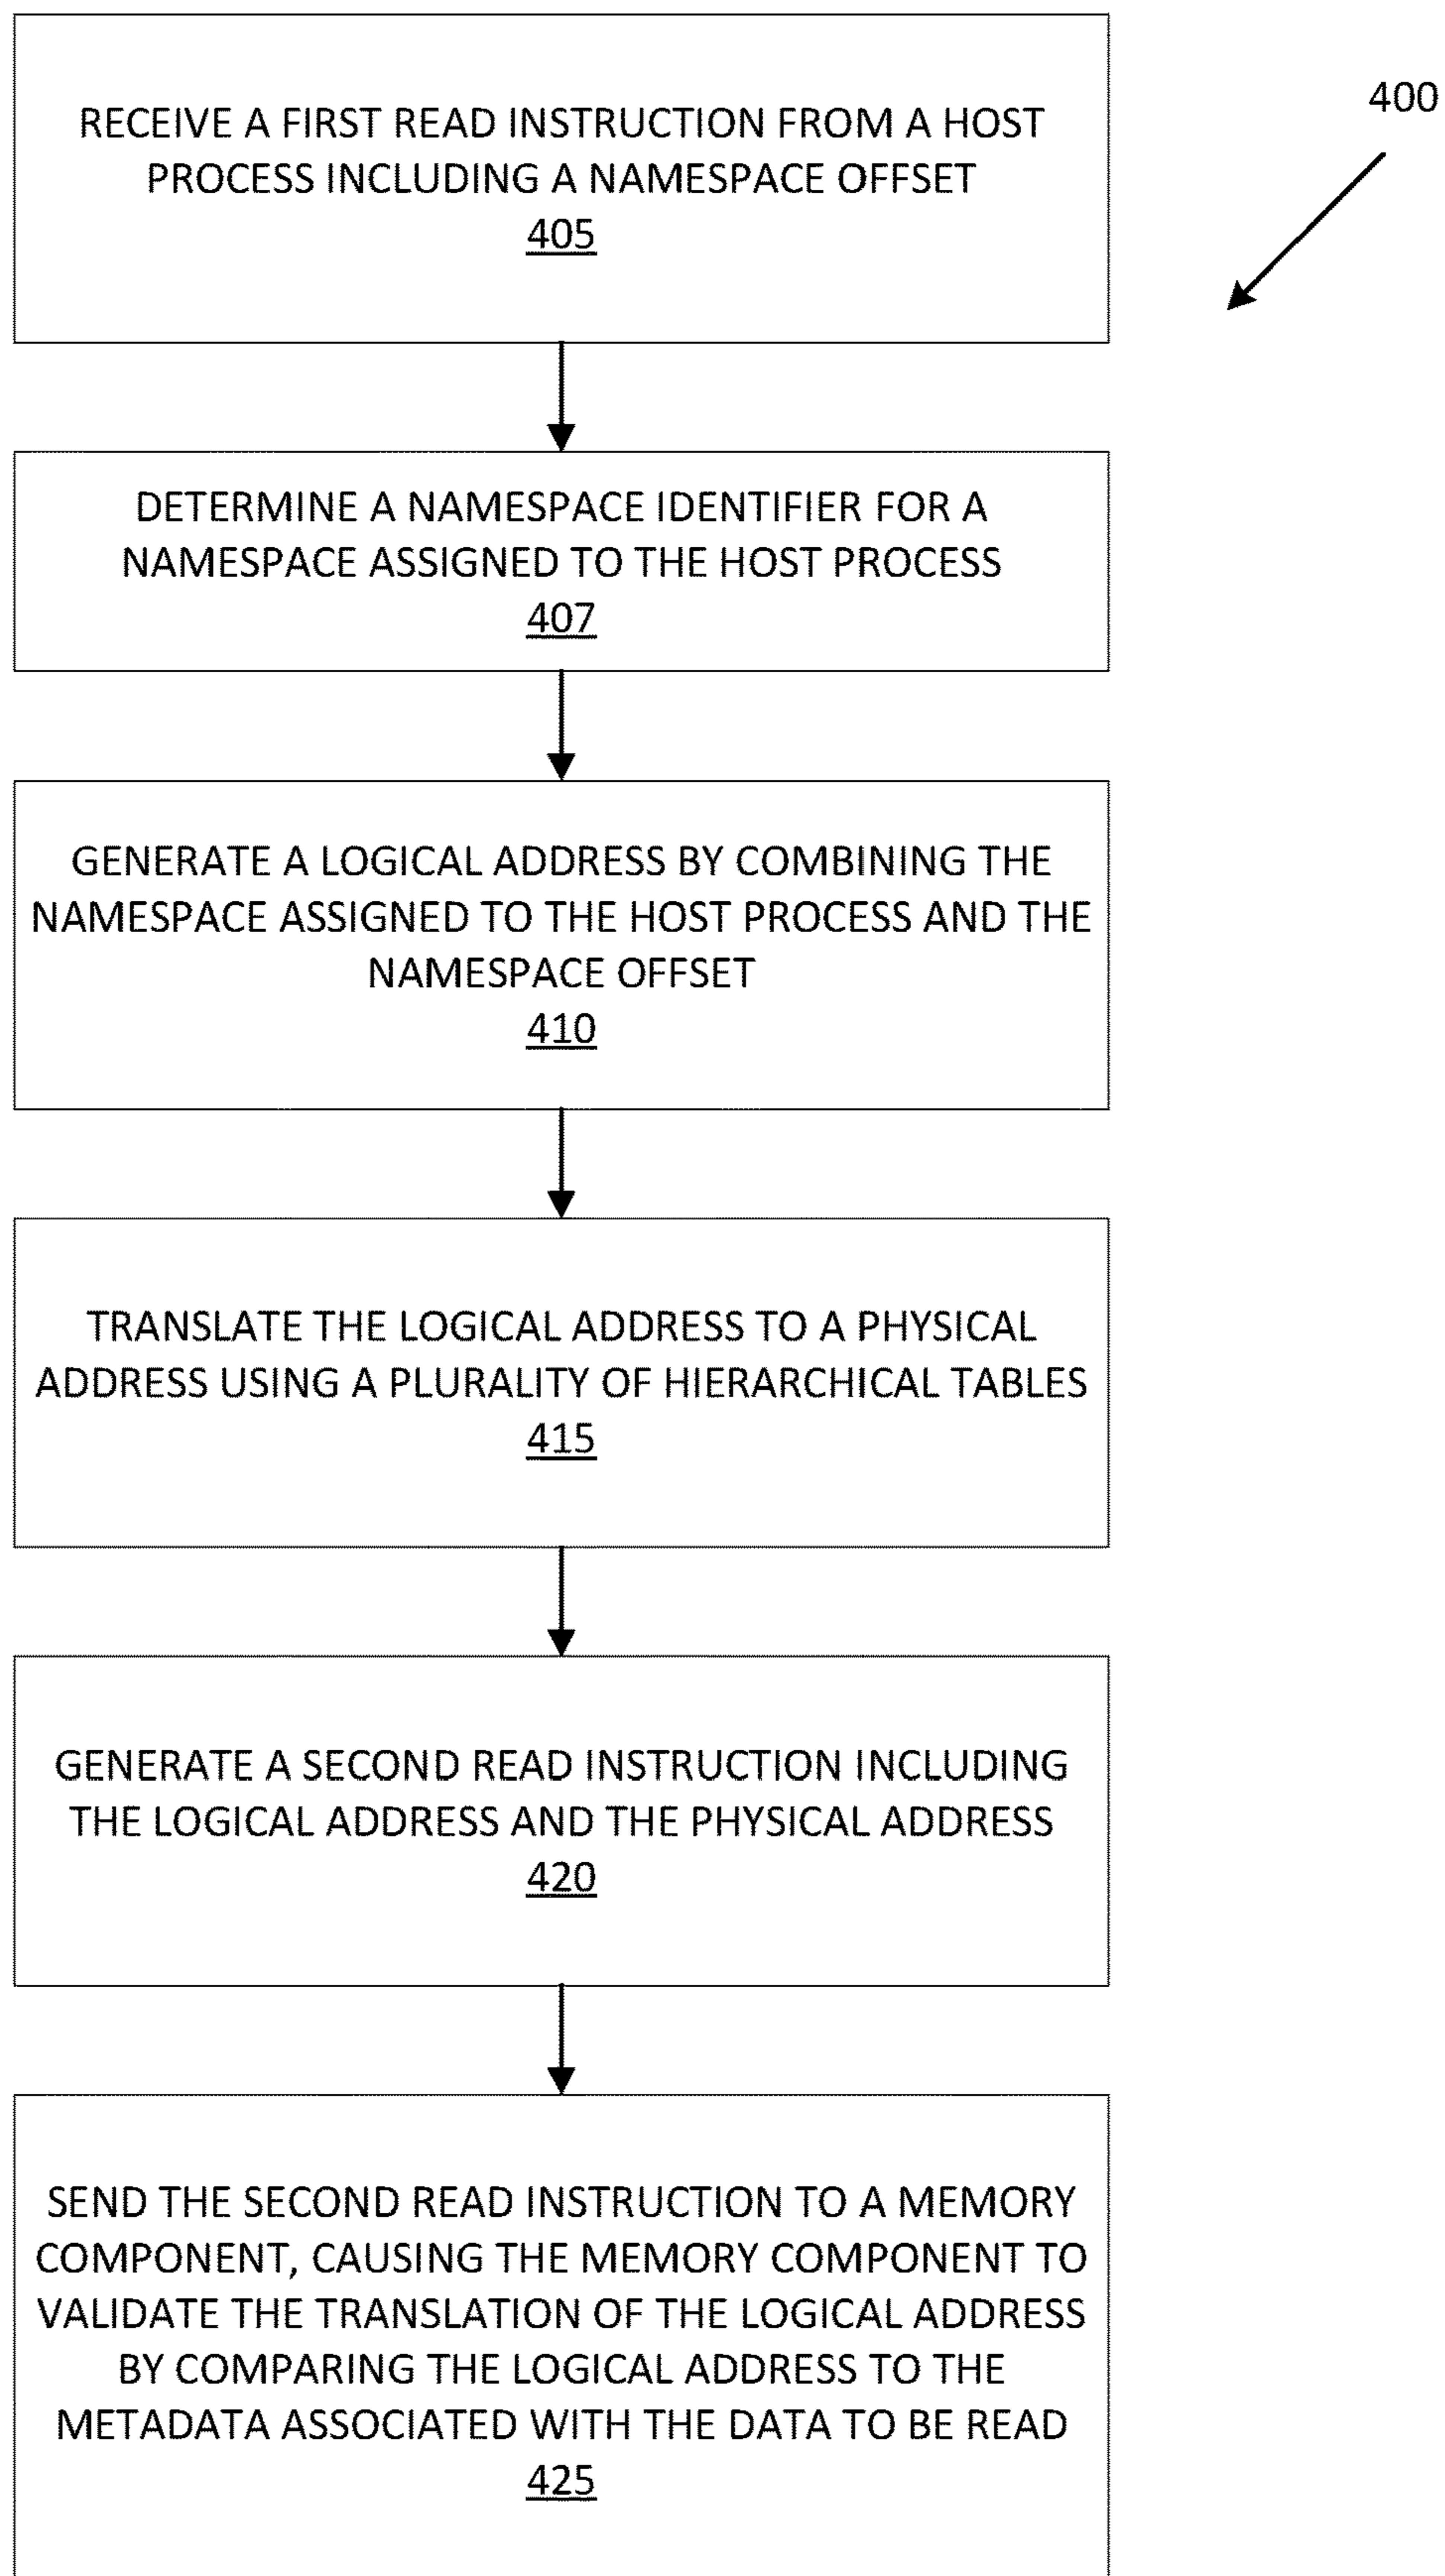 RECEIVE A FIRST READ INSTRUCTION FROM A HOST
PROCESS INCLUDING A NAMESPACE OFFSET
405
400
DETERMINE A NAMESPACE IDENTIFIER FOR A
NAMESPACE ASSIGNED TO THE HOST PROCESS
407
GENERATE A LOGICAL ADDRESS BY COMBINING THE
NAMESPACE ASSIGNED TO THE HOST PROCESS AND THE
NAMESPACE OFFSET
410
TRANSLATE THE LOGICAL ADDRESS TO A PHYSICAL
ADDRESS USING A PLURALITY OF HIERARCHICAL TABLES
415
GENERATE A SECOND READ INSTRUCTION INCLUDING
THE LOGICAL ADDRESS AND THE PHYSICAL ADDRESS
420
SEND THE SECOND READ INSTRUCTION TO A MEMORY
COMPONENT, CAUSING THE MEMORY COMPONENT TO
VALIDATE THE TRANSLATION OF THE LOGICAL ADDRESS
BY COMPARING THE LOGICAL ADDRESS TO THE
METADATA ASSOCIATED WITH THE DATA TO BE READ
425